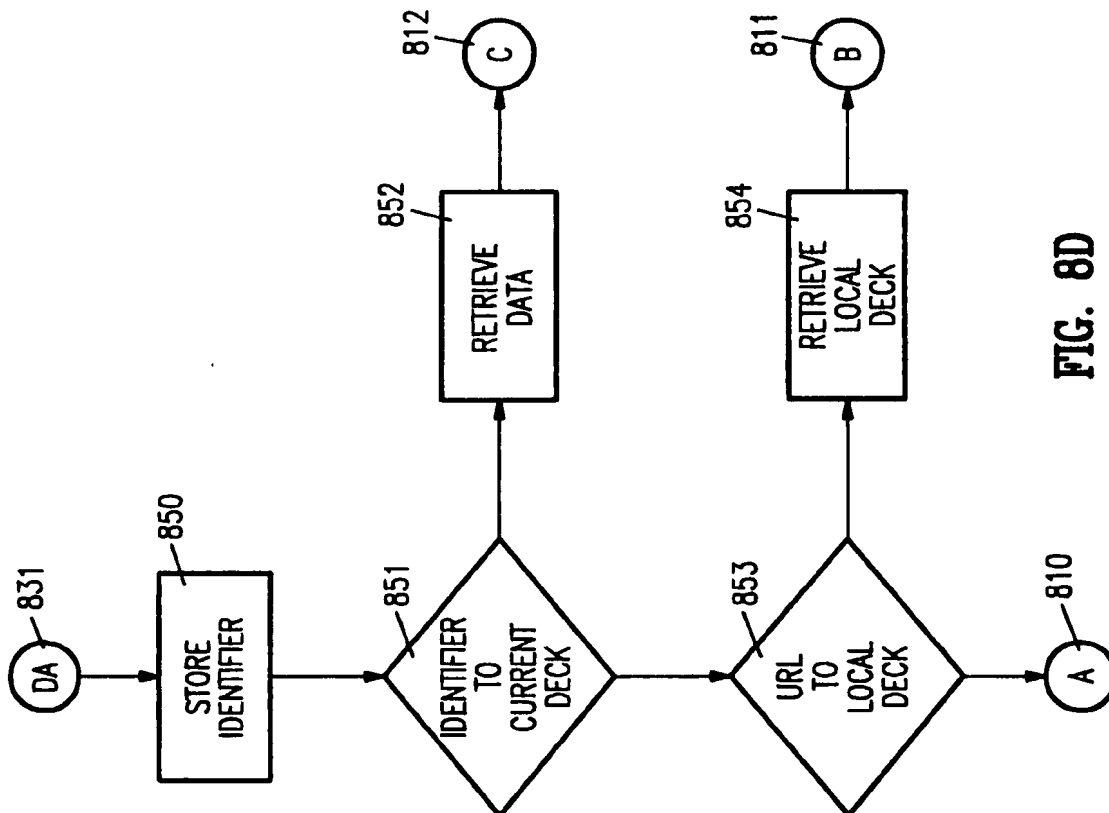 DA
831
850
STORE
IDENTIFIER
851
IDENTIFIER
TO
CURRENT
DECK
852
RETRIEVE
DATA
812
C
853
URL
TO
LOCAL
DECK
854
RETRIEVE
LOCAL
DECK
811
B
810
A
FIG. 8D